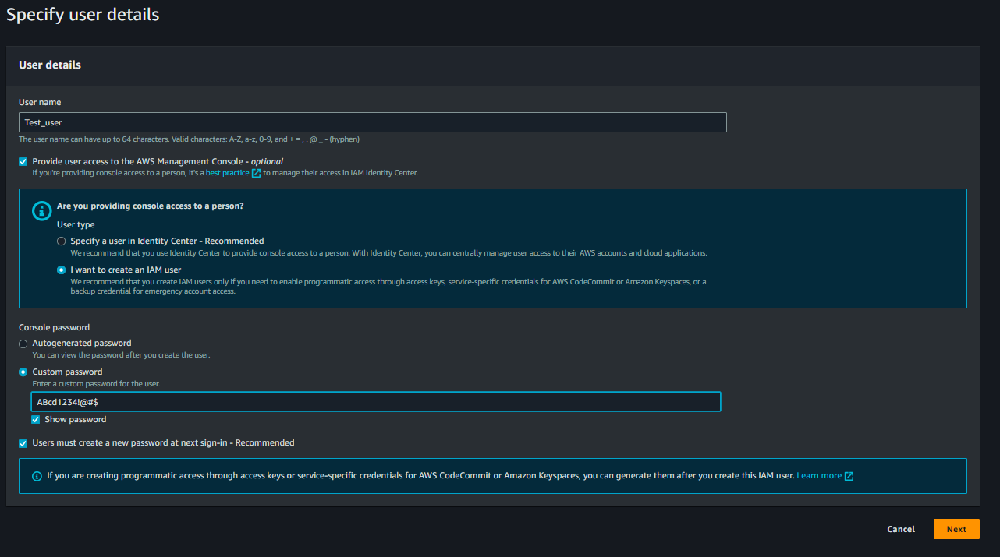 Specify user details
User details
User name
Test_user
The user name can have up to 64 characters. Valid characters: A-Z, a-z, 0-9, and + = , . @ _ - (hyphen)
Provide user access to the AWS Management Console - optional
If you're providing console access to a person, it's a best practice to manage their access in IAM Identity Center.
Are you providing console access to a person?
User type
Specify a user in Identity Center - Recommended
We recommend that you use Identity Center to provide console access to a person. With Identity Center, you can centrally manage user access to their AWS accounts and cloud applications.
I want to create an IAM user
We recommend that you create IAM users only if you need to enable programmatic access through access keys, service-specific credentials for AWS CodeCommit or Amazon Keyspaces, or a
backup credential for emergency account access.
Console password
Autogenerated password
You can view the password after you create the user.
Custom password
Enter a custom password for the user.
ABcd1234!@#$
Show password
Users must create a new password at next sign-in - Recommended
If you are creating programmatic access through access keys or service-specific credentials for AWS CodeCommit or Amazon Keyspaces, you can generate them after you create this IAM user. Learn more
Cancel
Next